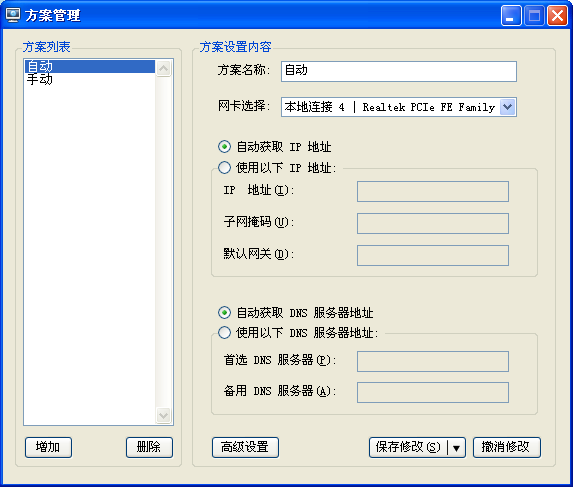 方案管理
方案列表
自动
手动
增加
删除
方案设置内容
方案名称: 自动
网卡选择: 本地连接 4 | Realtek PCIe FE Family
自动获取 IP 地址
使用以下 IP 地址:
IP 地址(I):
子网掩码(U):
默认网关(D):
自动获取 DNS 服务器地址
使用以下 DNS 服务器地址:
首选 DNS 服务器(P):
备用 DNS 服务器(A):
高级设置
保存修改(S)
撤消修改